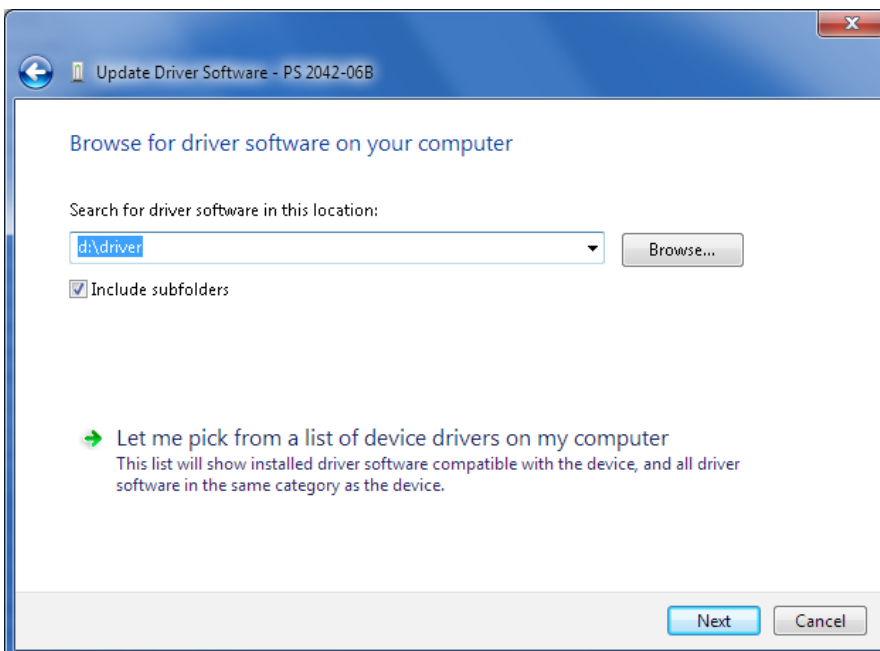 Update Driver Software - PS 2042-06B
Browse for driver software on your computer
Search for driver software in this location:
d:\driver
Browse...
Include subfolders
Let me pick from a list of device drivers on my computer
This list will show installed driver software compatible with the device, and all driver
software in the same category as the device.
Next
Cancel